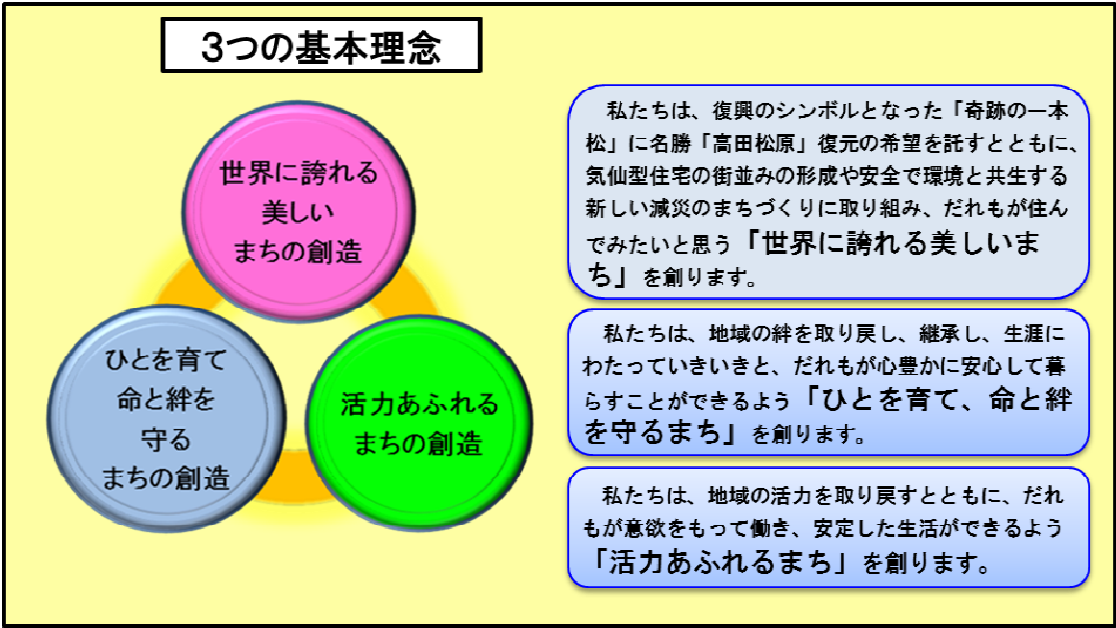 3つの基本理念
世界に誇れる
美しい
まちの創造
ひとを育て
命と絆を
守る
まちの創造
活力あふれる
まちの創造
私たちは、復興のシンボルとなった「奇跡の一本
松」に名勝「高田松原」復元の希望を託すとともに、
気仙型住宅の街並みの形成や安全で環境と共生する
新しい減災のまちづくりに取り組み、だれもが住ん
でみたいと思う「世界に誇れる美しいま
ち」を創ります。
私たちは、地域の絆を取り戻し、継承し、生涯に
わたっていきいきと、だれもが心豊かに安心して暮
らすことができるよう「ひとを育て、命と絆
を守るまち」を創ります。
私たちは、地域の活力を取り戻すとともに、だれ
もが意欲をもって働き、安定した生活ができるよう
「活力あふれるまち」を創ります。